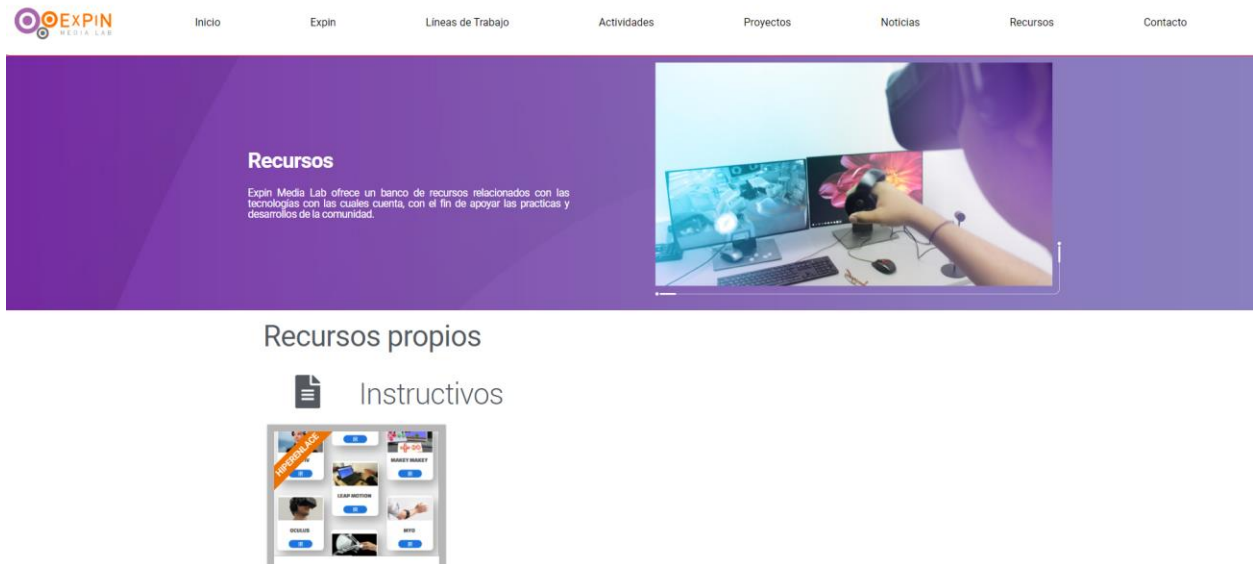 EXPIN
MEDIA LAB
Inicio
Expin
Líneas de Trabajo
Actividades
Proyectos
Noticias
Recursos
Contacto
Recursos
Expin Media Lab ofrece un banco de recursos relacionados con las
tecnologías con las cuales cuenta, con el fin de apoyar las practicas y
desarrollos de la comunidad.
Recursos propios
Instructivos
HIPERENLACE
MAKEY MAKEY
LEAP MOTION
OCULUS
MYO